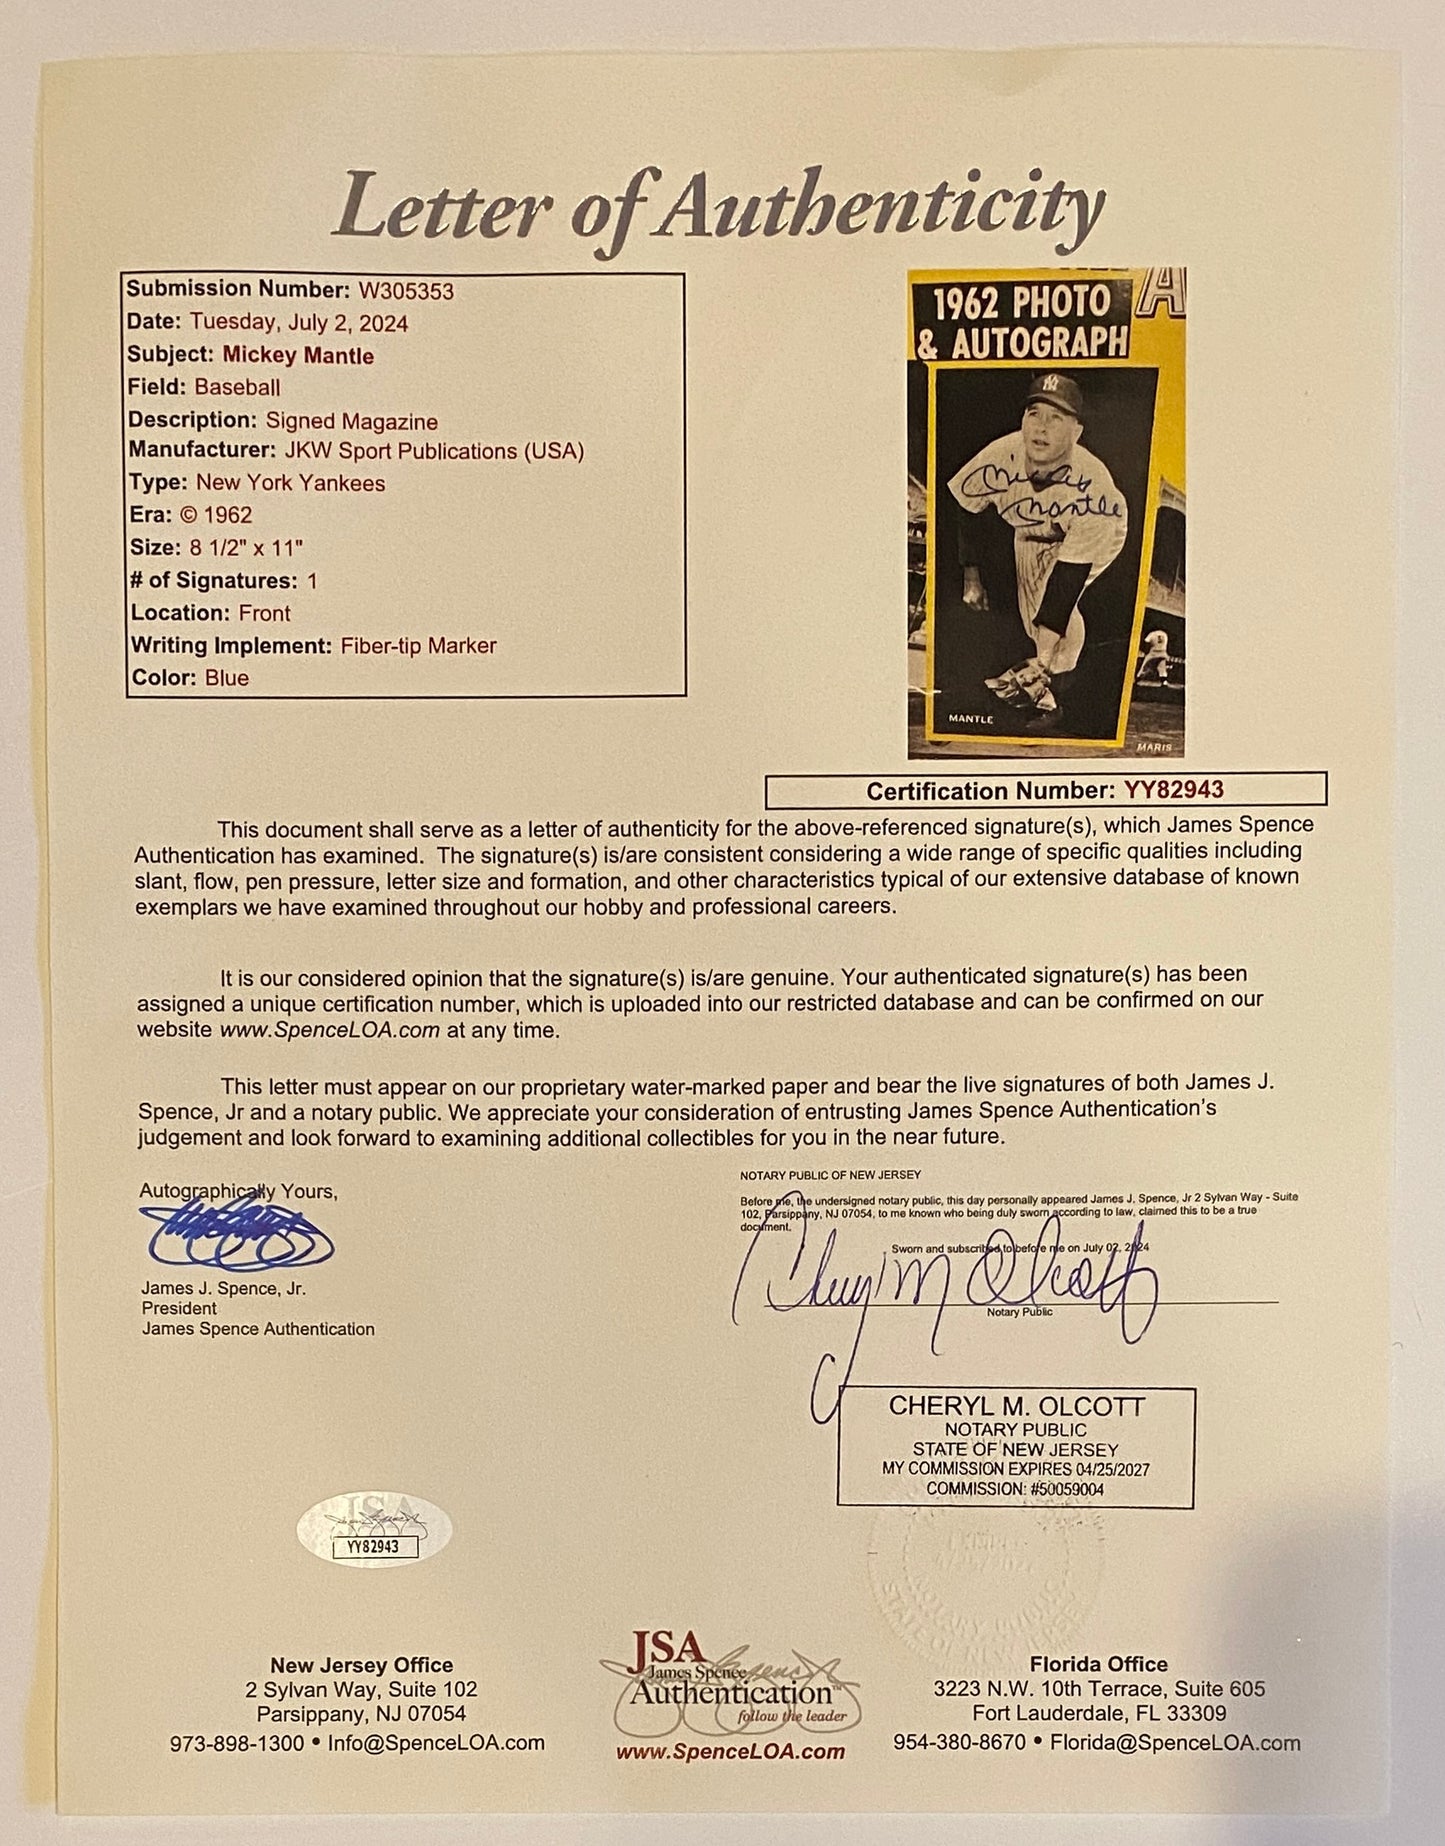 Letter of Authenticity
Submission Number: W305353
Date: Tuesday, July 2, 2024
Subject: Mickey Mantle
Field: Baseball
Description: Signed Magazine
Manufacturer: JKW Sport Publications (USA)
Type: New York Yankees
Era: © 1962
Size: 8 1/2" x 11"
# of Signatures: 1
Location: Front
Writing Implement: Fiber-tip Marker
Color: Blue
A
1962 PHOTO
& AUTOGRAPH
NY
Mickey
Mantle
MANTLE
MARIS
Certification Number: YY82943
This document shall serve as a letter of authenticity for the above-referenced signature(s), which James Spence
Authentication has examined. The signature(s) is/are consistent considering a wide range of specific qualities including
slant, flow, pen pressure, letter size and formation, and other characteristics typical of our extensive database of known
exemplars we have examined throughout our hobby and professional careers.
It is our considered opinion that the signature(s) is/are genuine. Your authenticated signature(s) has been
assigned a unique certification number, which is uploaded into our restricted database and can be confirmed on our
website www.SpenceLOA.com at any time.
This letter must appear on our proprietary water-marked paper and bear the live signatures of both James J.
Spence, Jr and a notary public. We appreciate your consideration of entrusting James Spence Authentication's
judgement and look forward to examining additional collectibles for you in the near future.
Autographically Yours,
James J. Spence, Jr.
President
James Spence Authentication
NOTARY PUBLIC OF NEW JERSEY
Before me, the undersigned notary public, this day personally appeared James J. Spence, Jr 2 Sylvan Way - Suite
102, Parsippany, NJ 07054, to me known who being duly sworn according to law, claimed this to be a true
document.
Sworn and subscribed to before me on July 02, 2024
Cheryl M Olcott
Notary Public
CHERYL M. OLCOTT
NOTARY PUBLIC
STATE OF NEW JERSEY
MY COMMISSION EXPIRES 04/25/2027
COMMISSION: #50059004
JSA
YY82943
NOTARY PUBLIC
STATE OF NEW JERSEY
New Jersey Office
2 Sylvan Way, Suite 102
Parsippany, NJ 07054
973-898-1300 • Info@SpenceLOA.com
JSA
James Spence
Authentication™
follow the leader
www.SpenceLOA.com
Florida Office
3223 N.W. 10th Terrace, Suite 605
Fort Lauderdale, FL 33309
954-380-8670 • Florida@SpenceLOA.com